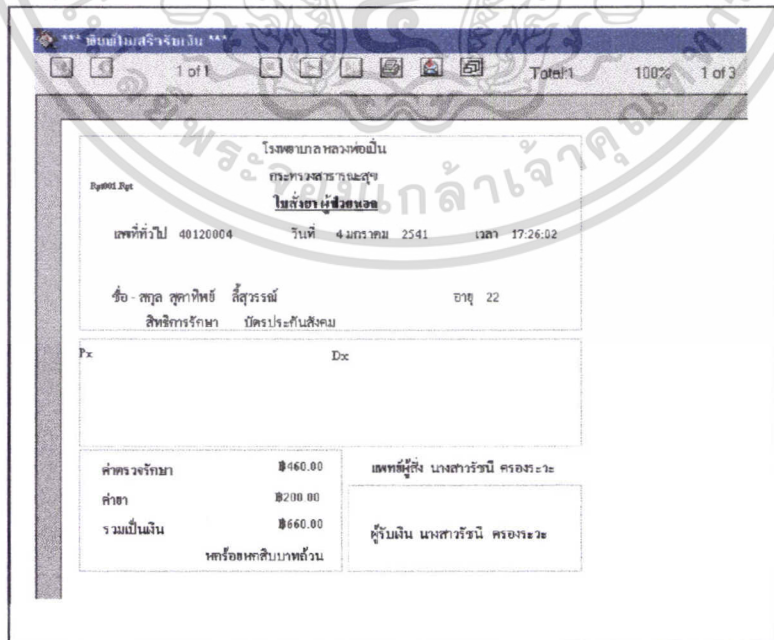 *** พิมพ์ใบเสร็จรับเงิน ***
1 of 1 Total:1 100% 1 of 3
โรงพยาบาลหลวงพ่อเป็น
กระทรวงสาธารณะสุข
Rpt001.Rpt
ใบสั่งยา ผู้ป่วยนอก
เลขที่ทั่วไป 40120004 วันที่ 4 มกราคม 2541 เวลา 17:26:02
ชื่อ - สกุล สุดาทิพย์ ลิ้สุวรรณ์ อายุ 22
สิทธิการรักษา บัตรประกันสังคม
Px Dx
ค่าตรวจรักษา ฿460.00 แพทย์ผู้สั่ง นางสาวรัชนี ครองระวะ
ค่ายา ฿200.00
รวมเป็นเงิน ฿660.00 ผู้รับเงิน นางสาวรัชนี ครองระวะ
หกร้อยหกสิบบาทถ้วน